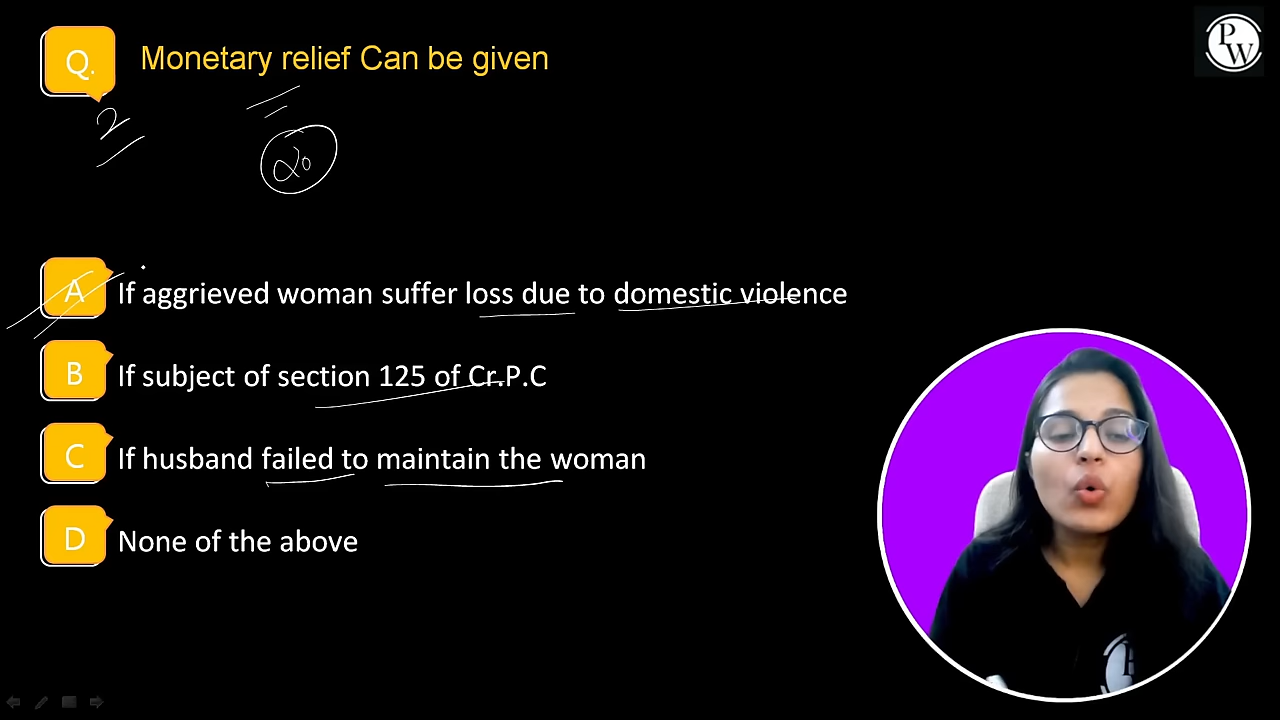 Q.
Monetary relief Can be given
PW
2
20
A
If aggrieved woman suffer loss due to domestic violence
B
If subject of section 125 of Cr.P.C
C
If husband failed to maintain the woman
D
None of the above